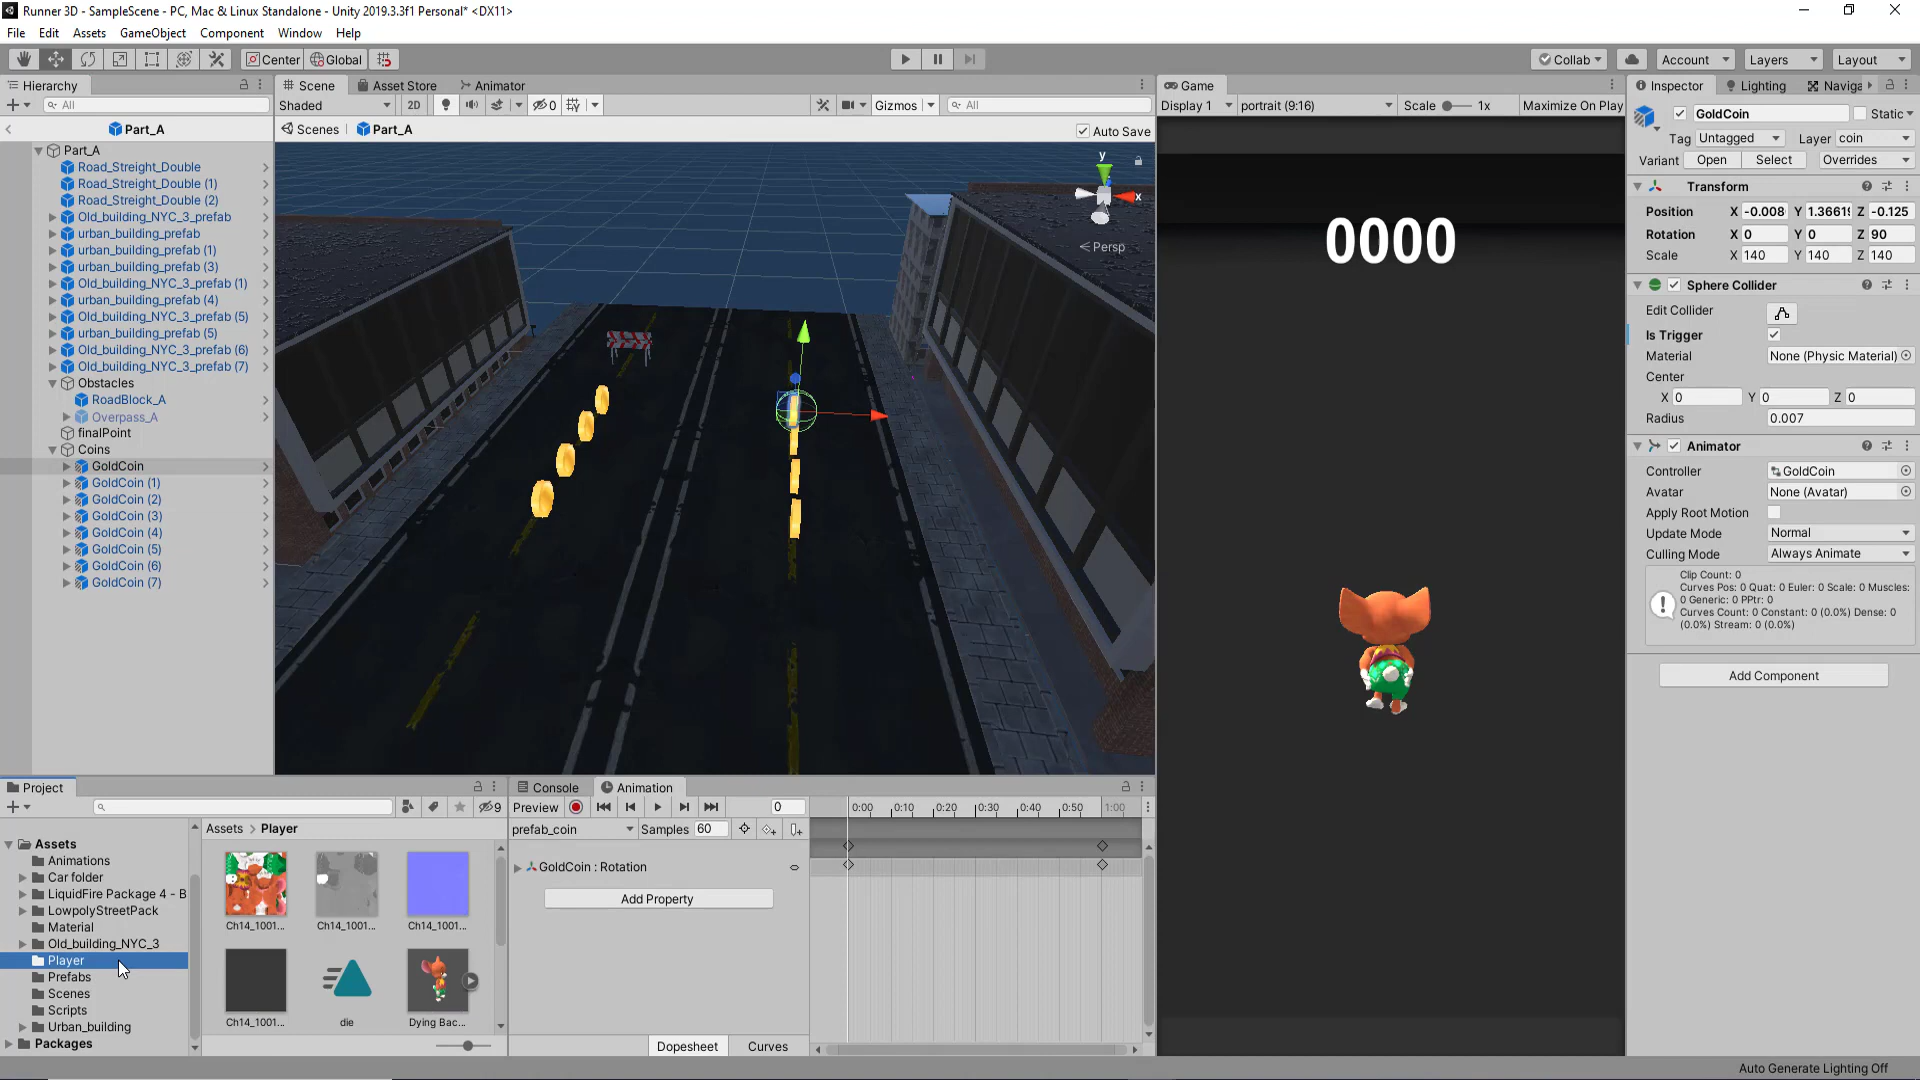 Runner 3D - SampleScene - PC, Mac & Linux Standalone - Unity 2019.3.3f1 Personal* <DX11>
File Edit Assets GameObject Component Window Help
Center Global Collab Account Layers Layout
Hierarchy
All
Part_A
Part_A
Road_Streight_Double
Road_Streight_Double (1)
Road_Streight_Double (2)
Old_building_NYC_3_prefab
urban_building_prefab
urban_building_prefab (1)
urban_building_prefab (3)
Old_building_NYC_3_prefab (1)
urban_building_prefab (4)
Old_building_NYC_3_prefab (5)
urban_building_prefab (5)
Old_building_NYC_3_prefab (6)
Old_building_NYC_3_prefab (7)
Obstacles
RoadBlock_A
Overpass_A
finalPoint
Coins
GoldCoin
GoldCoin (1)
GoldCoin (2)
GoldCoin (3)
GoldCoin (4)
GoldCoin (5)
GoldCoin (6)
GoldCoin (7)
Scene Asset Store Animator
Shaded 2D 0 Gizmos All
Scenes Part_A Auto Save
y
x
Persp
Game
Display 1 portrait (9:16) Scale 1x Maximize On Play
0000
Inspector Lighting Naviga
GoldCoin Static
Tag Untagged Layer coin
Variant Open Select Overrides
Transform
Position X -0.008 Y 1.3661 Z -0.125
Rotation X 0 Y 0 Z 90
Scale X 140 Y 140 Z 140
Sphere Collider
Edit Collider
Is Trigger
Material None (Physic Material)
Center
X 0 Y 0 Z 0
Radius 0.007
Animator
Controller GoldCoin
Avatar None (Avatar)
Apply Root Motion
Update Mode Normal
Culling Mode Always Animate
Clip Count: 0
Curves Pos: 0 Quat: 0 Euler: 0 Scale: 0 Muscles:
0 Generic: 0 PPtr: 0
Curves Count: 0 Constant: 0 (0.0%) Dense: 0
(0.0%) Stream: 0 (0.0%)
Add Component
Project
9
Assets
Animations
Car folder
LiquidFire Package 4 - B
LowpolyStreetPack
Material
Old_building_NYC_3
Player
Prefabs
Scenes
Scripts
Urban_building
Packages
Assets > Player
Ch14_1001... Ch14_1001... Ch14_1001...
Ch14_1001... die Dying Bac...
Console Animation
Preview 0 0:00 0:10 0:20 0:30 0:40 0:50 1:00
prefab_coin Samples 60
GoldCoin : Rotation
Add Property
Dopesheet Curves
Auto Generate Lighting Off